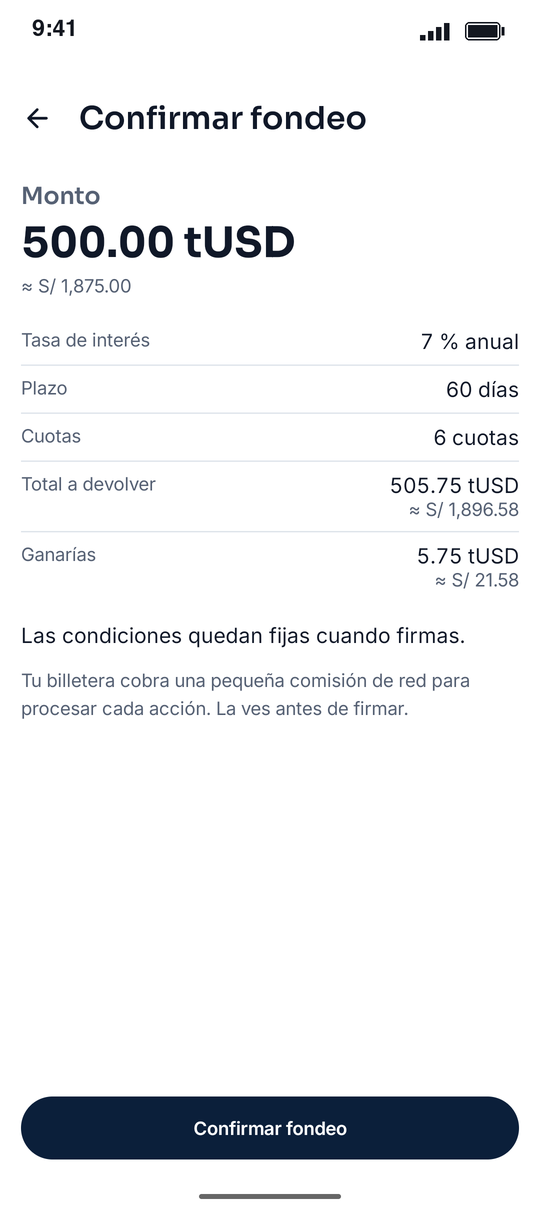 9:41
Confirmar fondeo
Monto
500.00 tUSD
≈ S/ 1,875.00
Tasa de interés 7 % anual
Plazo 60 días
Cuotas 6 cuotas
Total a devolver 505.75 tUSD
≈ S/ 1,896.58
Ganarías 5.75 tUSD
≈ S/ 21.58
Las condiciones quedan fijas cuando firmas.
Tu billetera cobra una pequeña comisión de red para
procesar cada acción. La ves antes de firmar.
Confirmar fondeo